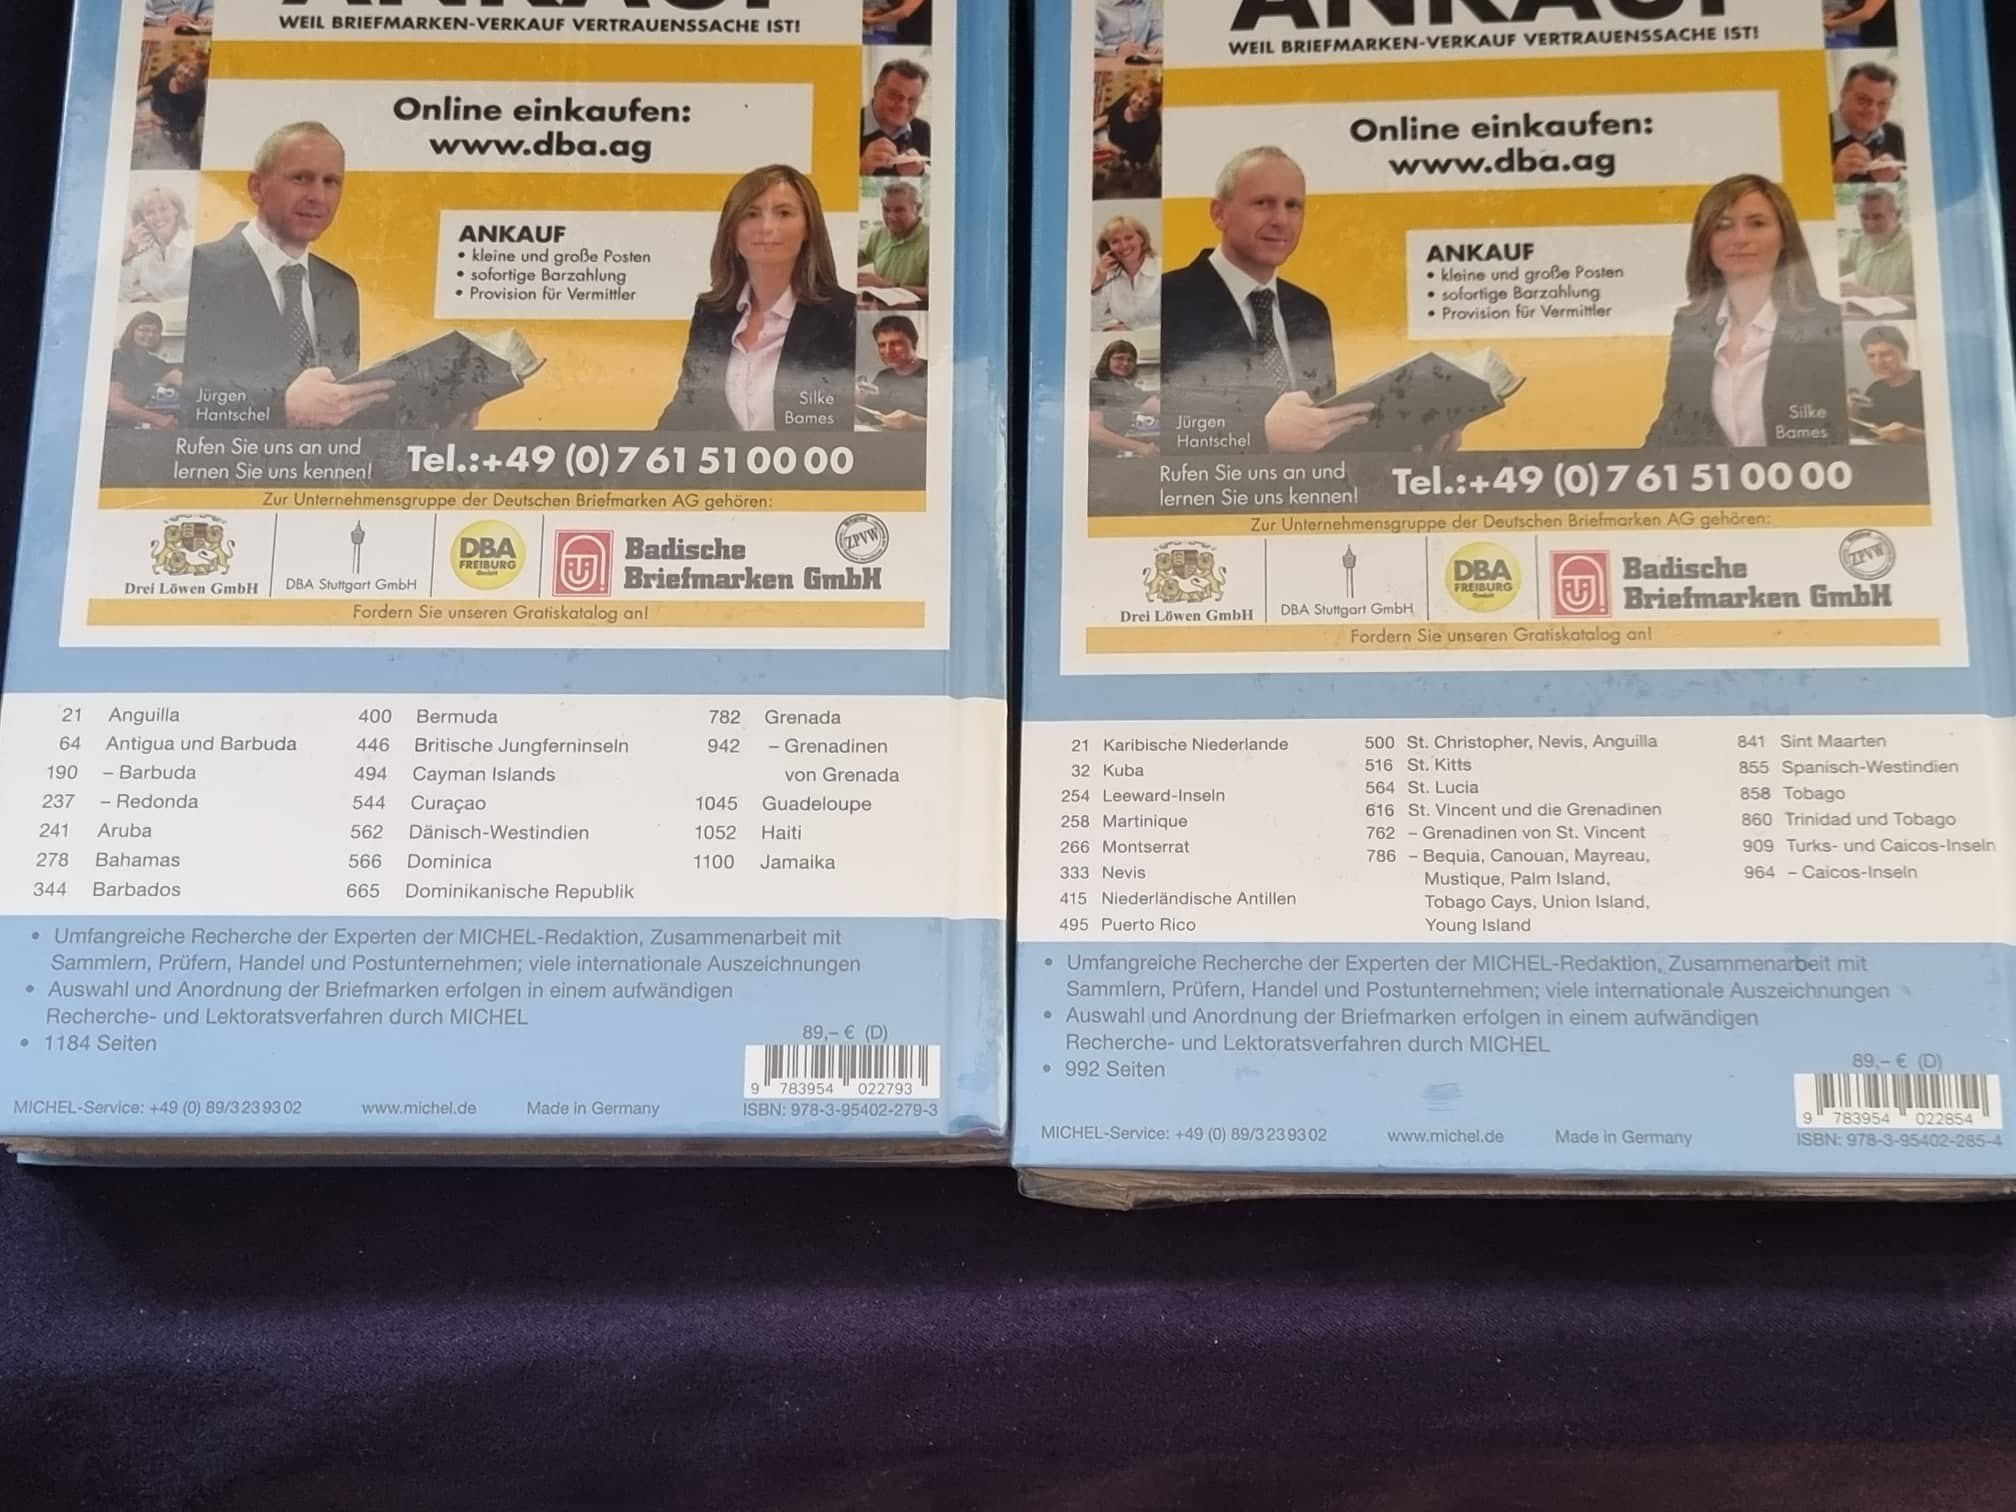 ANKAUF
WEIL BRIEFMARKEN-VERKAUF VERTRAUENSSACHE IST!
Online einkaufen:
www.dba.ag
ANKAUF
• kleine und große Posten
• sofortige Barzahlung
• Provision für Vermittler
Jürgen
Hantschel
Silke
Bames
Rufen Sie uns an und
lernen Sie uns kennen!
Tel.:+49 (0) 7 61 51 00 00
Zur Unternehmensgruppe der Deutschen Briefmarken AG gehören:
Drei Löwen GmbH
DBA Stuttgart GmbH
DBA
FREIBURG
GmbH
Badische
Briefmarken GmbH
ZPVW
Fordern Sie unseren Gratiskatalog an!
21 Anguilla
64 Antigua und Barbuda
190 – Barbuda
237 – Redonda
241 Aruba
278 Bahamas
344 Barbados
400 Bermuda
446 Britische Jungferninseln
494 Cayman Islands
544 Curaçao
562 Dänisch-Westindien
566 Dominica
665 Dominikanische Republik
782 Grenada
942 – Grenadinen
von Grenada
1045 Guadeloupe
1052 Haiti
1100 Jamaika
• Umfangreiche Recherche der Experten der MICHEL-Redaktion, Zusammenarbeit mit
Sammlern, Prüfern, Handel und Postunternehmen; viele internationale Auszeichnungen
• Auswahl und Anordnung der Briefmarken erfolgen in einem aufwändigen
Recherche- und Lektoratsverfahren durch MICHEL
• 1184 Seiten
89,– € (D)
9 783954 022793
ISBN: 978-3-95402-279-3
MICHEL-Service: +49 (0) 89/3 23 93 02
www.michel.de
Made in Germany
ANKAUF
WEIL BRIEFMARKEN-VERKAUF VERTRAUENSSACHE IST!
Online einkaufen:
www.dba.ag
ANKAUF
• kleine und große Posten
• sofortige Barzahlung
• Provision für Vermittler
Jürgen
Hantschel
Silke
Bames
Rufen Sie uns an und
lernen Sie uns kennen!
Tel.:+49 (0) 7 61 51 00 00
Zur Unternehmensgruppe der Deutschen Briefmarken AG gehören:
Drei Löwen GmbH
DBA Stuttgart GmbH
DBA
FREIBURG
GmbH
Badische
Briefmarken GmbH
ZPVW
Fordern Sie unseren Gratiskatalog an!
21 Karibische Niederlande
32 Kuba
254 Leeward-Inseln
258 Martinique
266 Montserrat
333 Nevis
415 Niederländische Antillen
495 Puerto Rico
500 St. Christopher, Nevis, Anguilla
516 St. Kitts
564 St. Lucia
616 St. Vincent und die Grenadinen
762 – Grenadinen von St. Vincent
786 – Bequia, Canouan, Mayreau,
Mustique, Palm Island,
Tobago Cays, Union Island,
Young Island
841 Sint Maarten
855 Spanisch-Westindien
858 Tobago
860 Trinidad und Tobago
909 Turks- und Caicos-Inseln
964 – Caicos-Inseln
• Umfangreiche Recherche der Experten der MICHEL-Redaktion, Zusammenarbeit mit
Sammlern, Prüfern, Handel und Postunternehmen; viele internationale Auszeichnungen
• Auswahl und Anordnung der Briefmarken erfolgen in einem aufwändigen
Recherche- und Lektoratsverfahren durch MICHEL
• 992 Seiten
89,– € (D)
9 783954 022854
ISBN: 978-3-95402-285-4
MICHEL-Service: +49 (0) 89/3 23 93 02
www.michel.de
Made in Germany